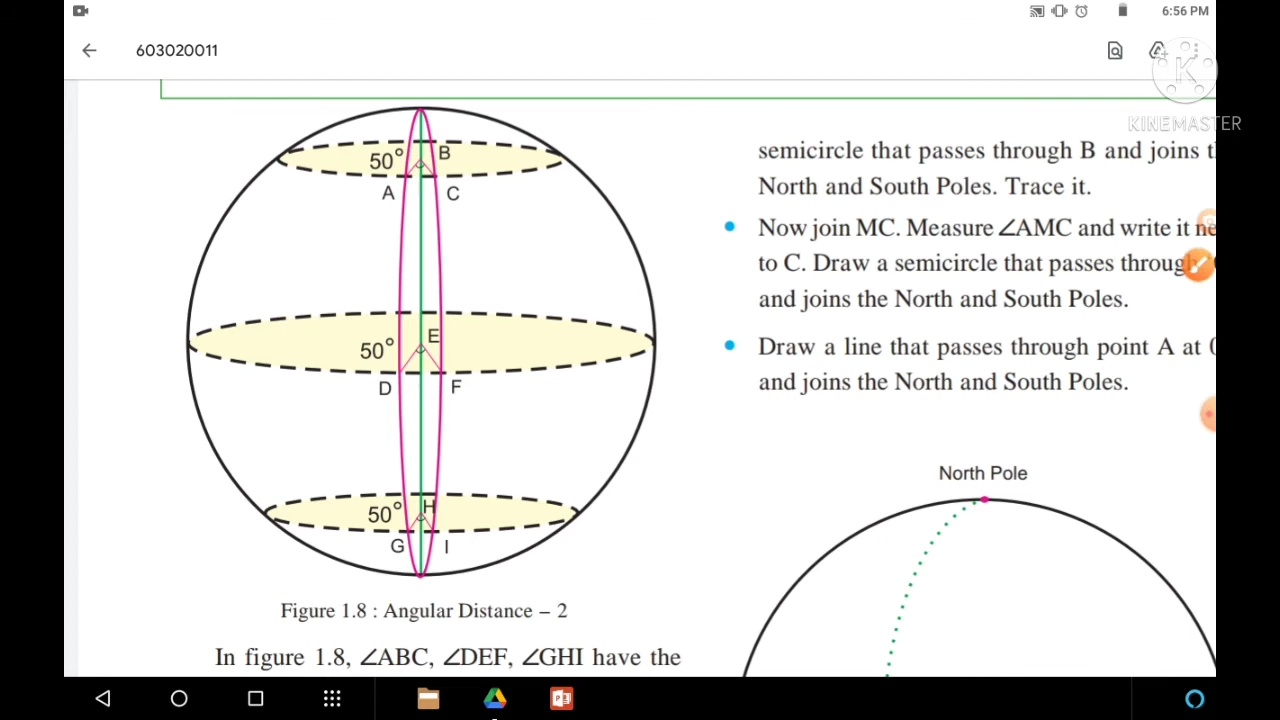 6:56 PM
603020011
KINEMASTER
50°
B
A
C
50°
E
D
F
50°
H
G
I
Figure 1.8 : Angular Distance – 2
In figure 1.8, ∠ABC, ∠DEF, ∠GHI have the
semicircle that passes through B and joins
North and South Poles. Trace it.
Now join MC. Measure ∠AMC and write it
to C. Draw a semicircle that passes
and joins the North and South Poles.
Draw a line that passes through point A at
and joins the North and South Poles.
North Pole